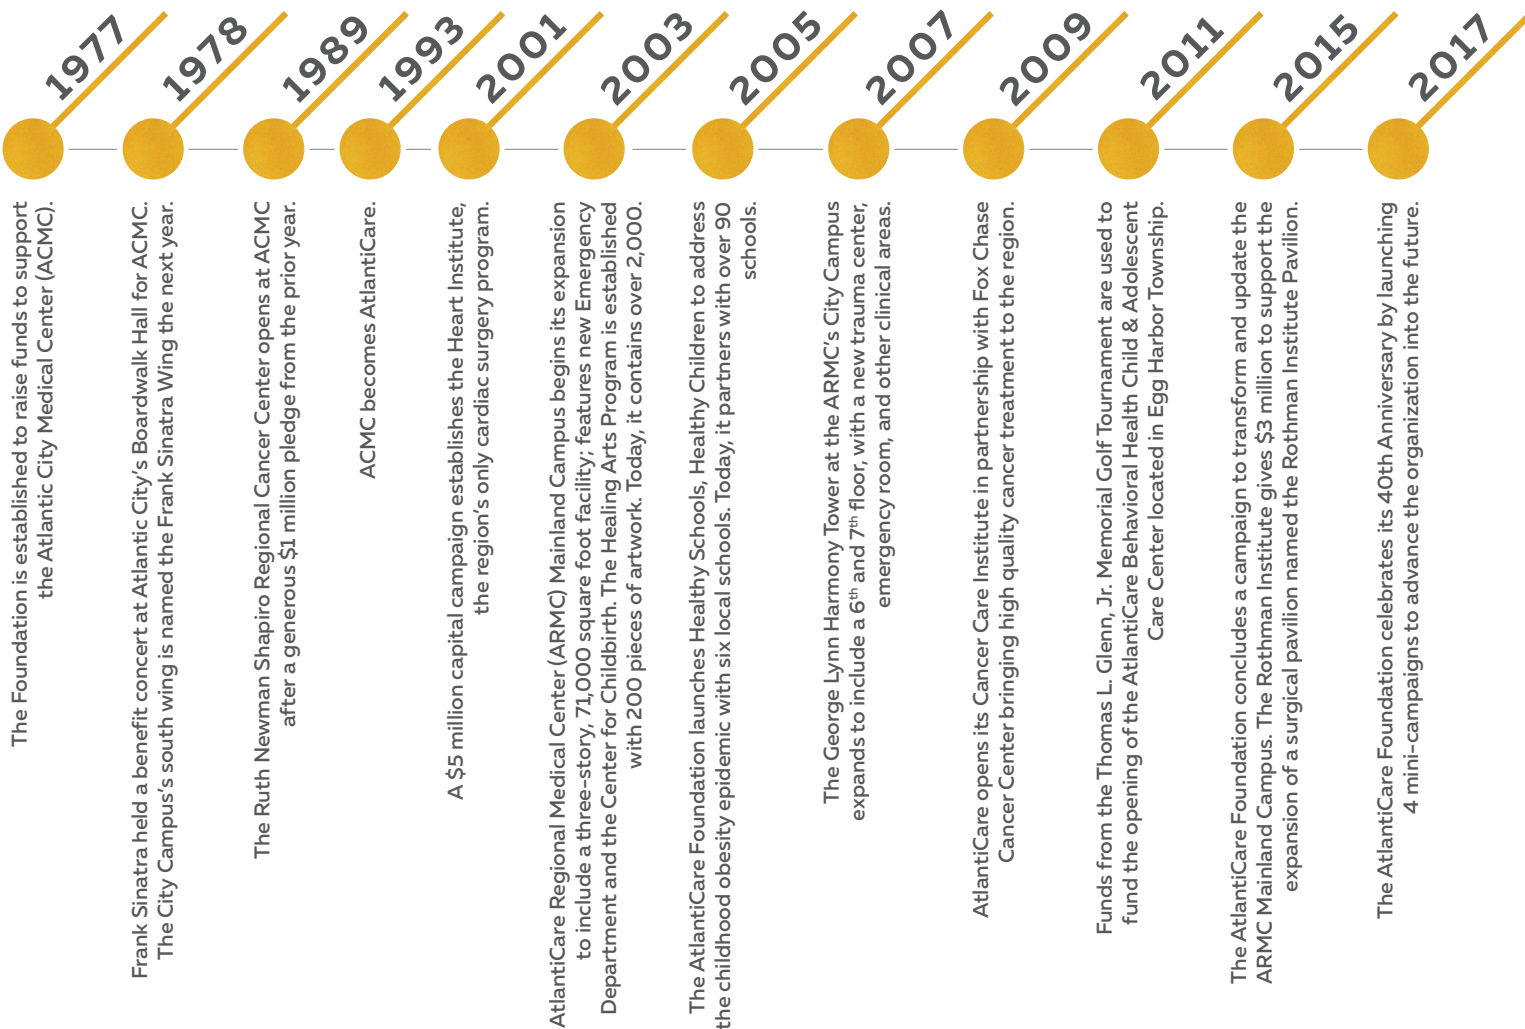 1977
The Foundation is established to raise funds to support
the Atlantic City Medical Center (ACMC).
1978
Frank Sinatra held a benefit concert at Atlantic City's Boardwalk Hall for ACMC.
The City Campus's south wing is named the Frank Sinatra Wing the next year.
1989
The Ruth Newman Shapiro Regional Cancer Center opens at ACMC
after a generous $1 million pledge from the prior year.
1993
ACMC becomes AtlantiCare.
2001
A $5 million capital campaign establishes the Heart Institute,
the region's only cardiac surgery program.
2003
AtlantiCare Regional Medical Center (ARMC) Mainland Campus begins its expansion
to include a three-story, 71,000 square foot facility; features new Emergency
Department and the Center for Childbirth. The Healing Arts Program is established
with 200 pieces of artwork. Today, it contains over 2,000.
2005
The AtlantiCare Foundation launches Healthy Schools, Healthy Children to address
the childhood obesity epidemic with six local schools. Today, it partners with over 90
schools.
2007
The George Lynn Harmony Tower at the ARMC's City Campus
expands to include a 6th and 7th floor, with a new trauma center,
emergency room, and other clinical areas.
2009
AtlantiCare opens its Cancer Care Institute in partnership with Fox Chase
Cancer Center bringing high quality cancer treatment to the region.
2011
Funds from the Thomas L. Glenn, Jr. Memorial Golf Tournament are used to
fund the opening of the AtlantiCare Behavioral Health Child & Adolescent
Care Center located in Egg Harbor Township.
2015
The AtlantiCare Foundation concludes a campaign to transform and update the
ARMC Mainland Campus. The Rothman Institute gives $3 million to support the
expansion of a surgical pavilion named the Rothman Institute Pavilion.
2017
The AtlantiCare Foundation celebrates its 40th Anniversary by launching
4 mini-campaigns to advance the organization into the future.